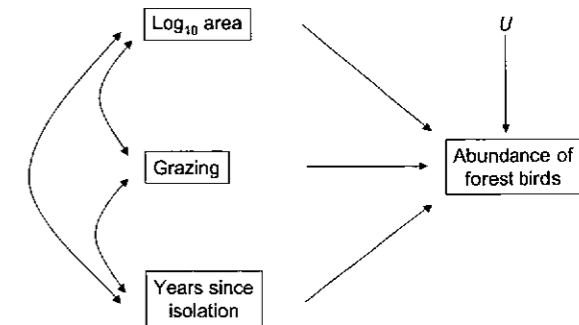 Log₁₀ area
U
Grazing
Abundance of
forest birds
Years since
isolation